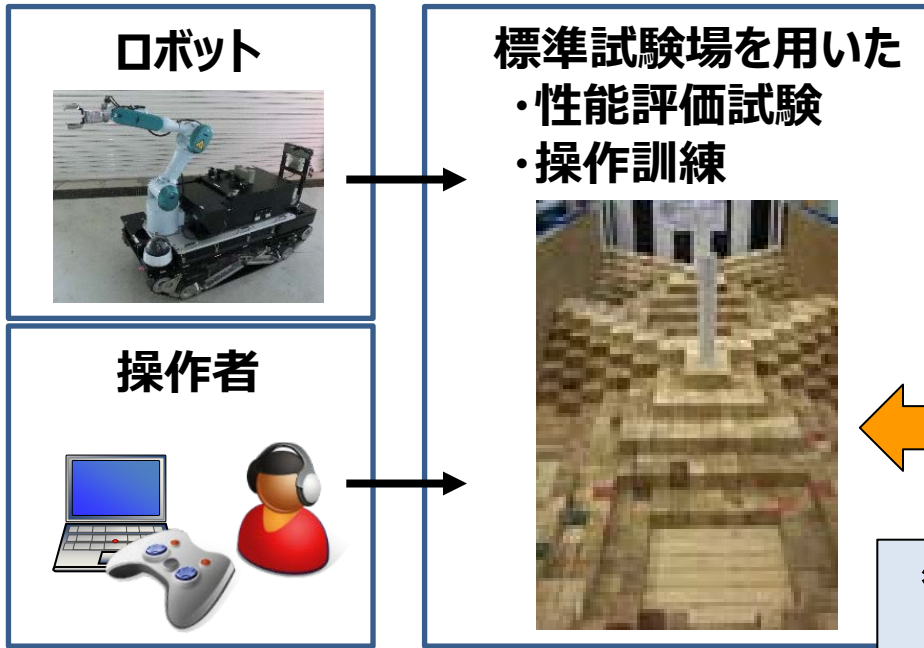 ロボット
操作者
標準試験場を用いた
・性能評価試験
・操作訓練